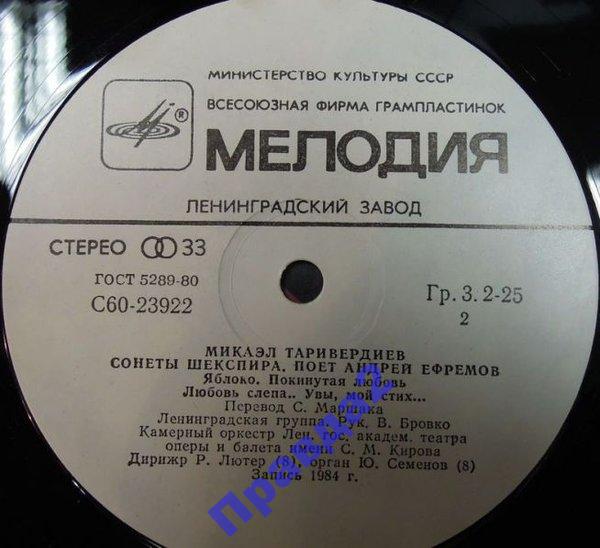 МИНИСТЕРСТВО КУЛЬТУРЫ СССР
ВСЕСОЮЗНАЯ ФИРМА ГРАМПЛАСТИНОК
®
МЕЛОДИЯ
ЛЕНИНГРАДСКИЙ ЗАВОД
СТЕРЕО 33
ГОСТ 5289-80
С60-23922
Гр. 3. 2-25
2
МИКАЭЛ ТАРИВЕРДИЕВ
СОНЕТЫ ШЕКСПИРА. ПОЕТ АНДРЕЙ ЕФРЕМОВ
Яблоко. Покинутая любовь
Любовь слепа.. Увы, мой стих...
Перевод С. Маршака
Ленинградская группа. Рук. В. Бровко
Камерный оркестр Лен. гос. академ. театра
оперы и балета имени С. М. Кирова
Дирижр Р. Лютер (8), орган Ю. Семенов (8)
Запись 1984 г.
Правда2